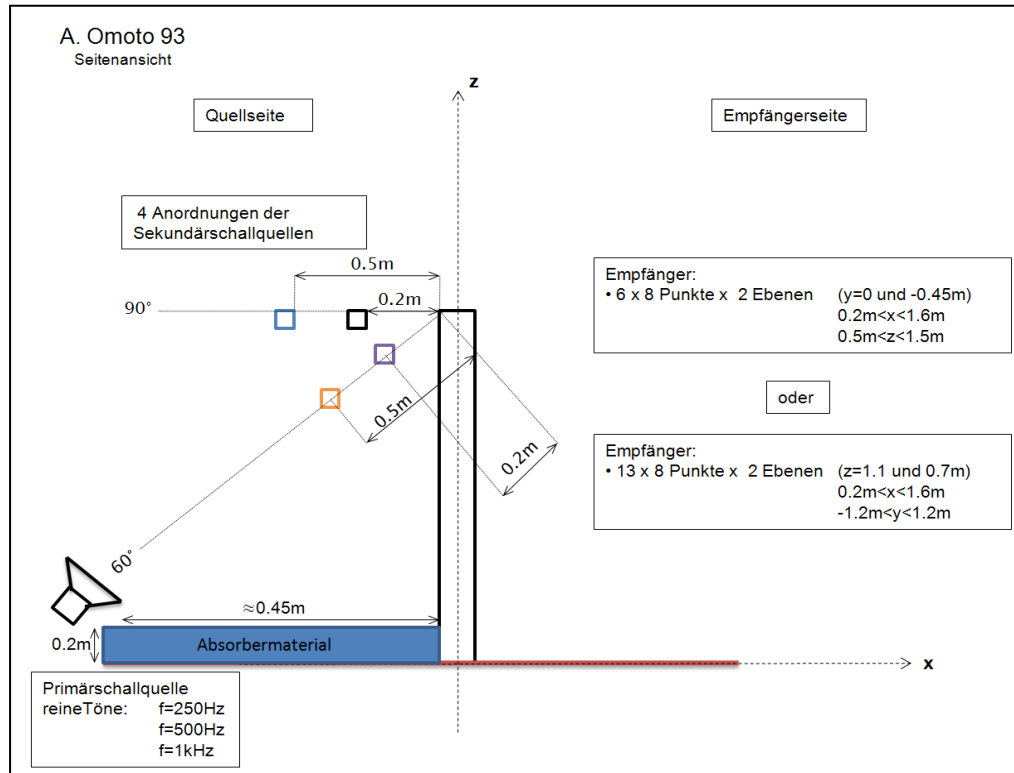 A. Omoto 93
Seitenansicht
z
Quellseite
Empfängerseite
4 Anordnungen der
Sekundärschallquellen
0.5m
90°
0.2m
Empfänger:
• 6 x 8 Punkte x 2 Ebenen (y=0 und -0.45m)
0.2m<x<1.6m
0.5m<z<1.5m
oder
0.5m
0.2m
Empfänger:
• 13 x 8 Punkte x 2 Ebenen (z=1.1 und 0.7m)
0.2m<x<1.6m
-1.2m<y<1.2m
60°
≈0.45m
0.2m
Absorbermaterial
x
Primärschallquelle
reineTöne: f=250Hz
f=500Hz
f=1kHz